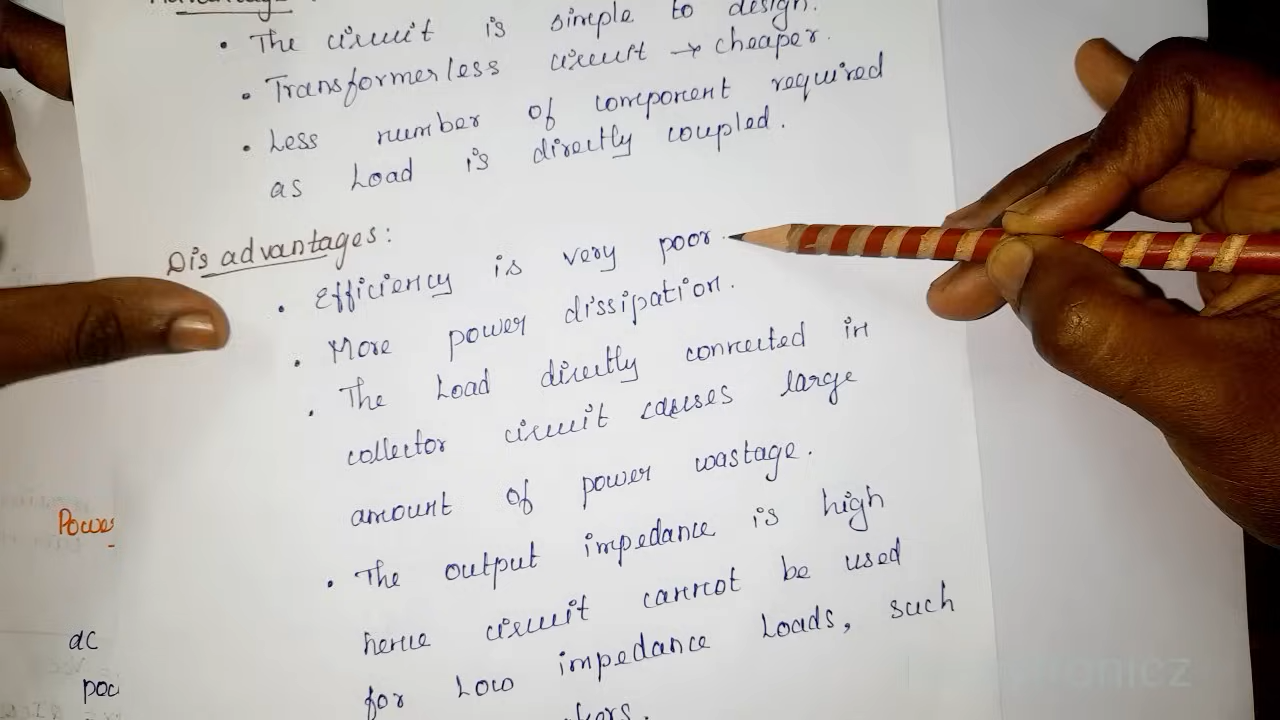 • The circuit is simple to design.
• Transformerless circuit → cheaper.
• Less number of component required
as Load is directly coupled.
Disadvantages:
• Efficiency is very poor.
• More power dissipation.
• The Load directly connected in
collector circuit causes large
amount of power wastage.
• The output impedance is high
hence circuit cannot be used
for Low impedance Loads, such
Power
dc